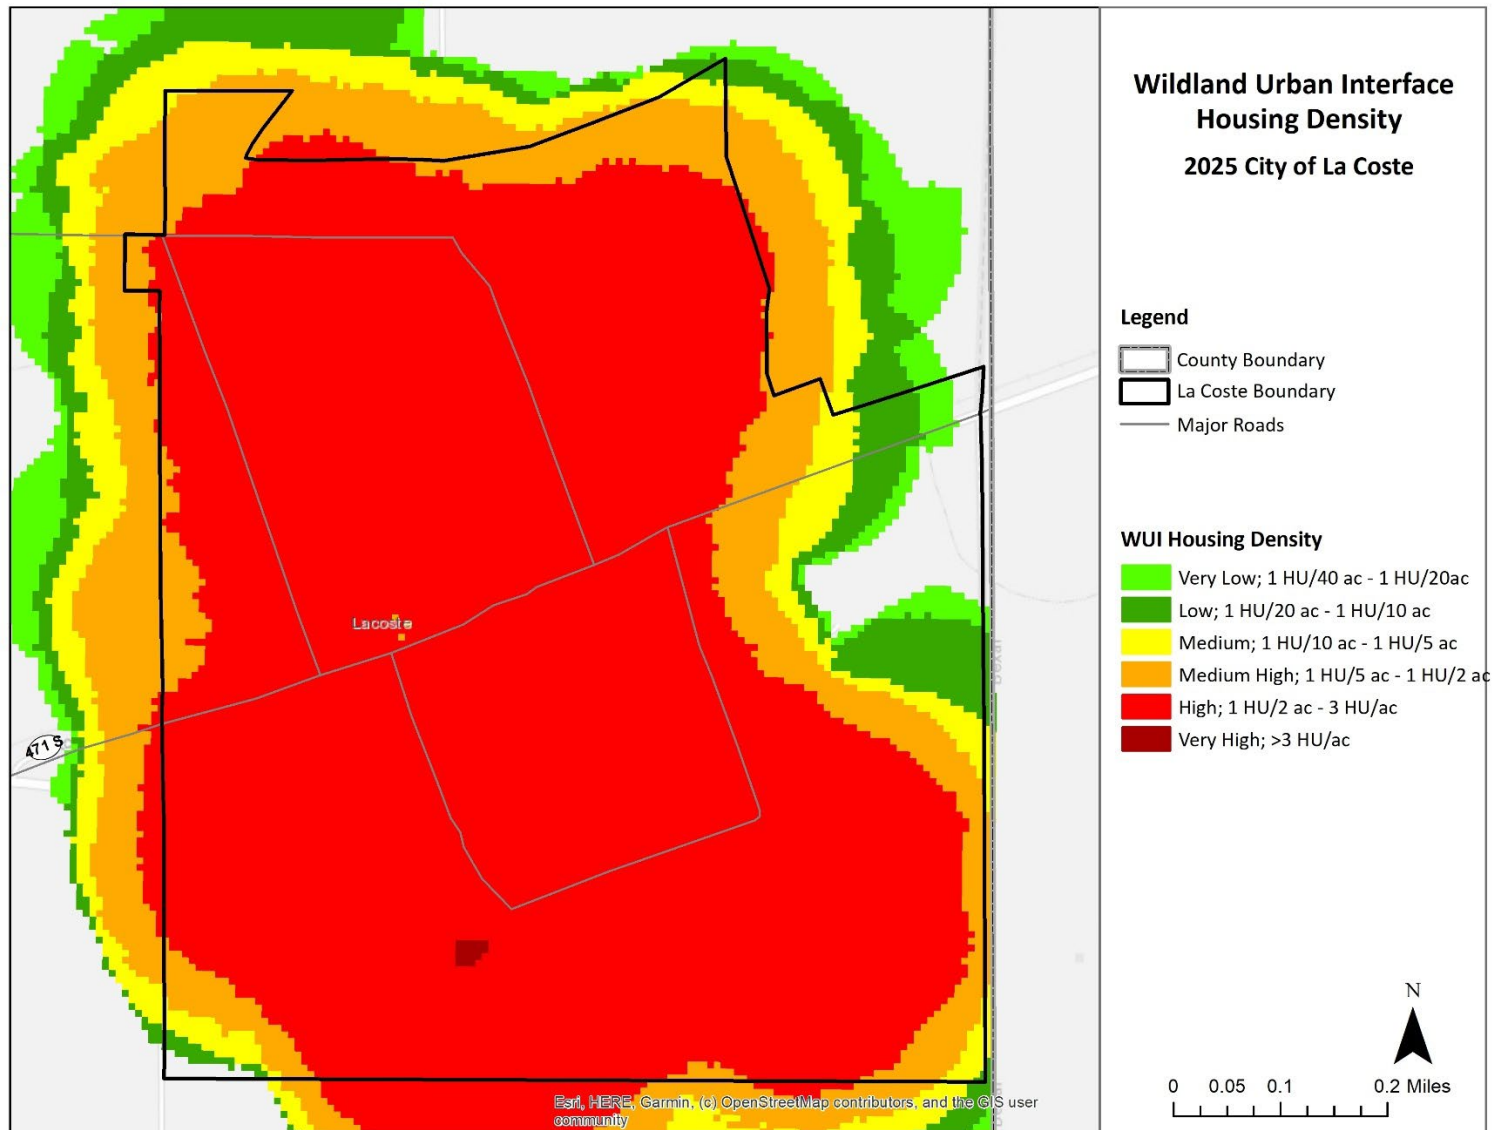 Wildland Urban Interface
Housing Density
2025 City of La Coste
Legend
County Boundary
La Coste Boundary
Major Roads
WUI Housing Density
Very Low; 1 HU/40 ac - 1 HU/20ac
Low; 1 HU/20 ac - 1 HU/10 ac
Medium; 1 HU/10 ac - 1 HU/5 ac
Medium High; 1 HU/5 ac - 1 HU/2 ac
High; 1 HU/2 ac - 3 HU/ac
Very High; >3 HU/ac
Lacoste
471 S
Bexar
N
0 0.05 0.1 0.2 Miles
Esri, HERE, Garmin, (c) OpenStreetMap contributors, and the GIS user
community